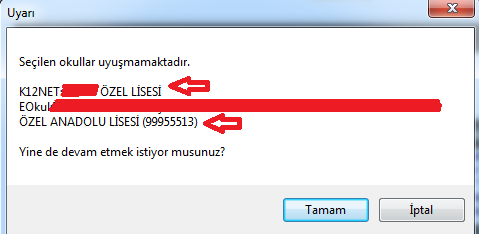 Uyarı
Seçilen okullar uyuşmamaktadır.
K12NET: ÖZEL LİSESİ
EOkul
ÖZEL ANADOLU LİSESİ (99955513)
Yine de devam etmek istiyor musunuz?
Tamam
İptal